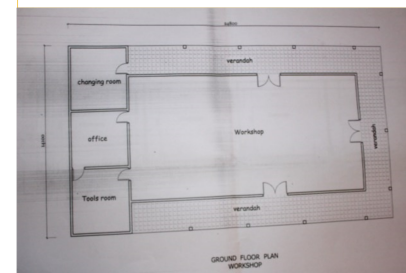 verandah
changing room
office
Workshop
verandah
Tools room
verandah
GROUND FLOOR PLAN
WORKSHOP